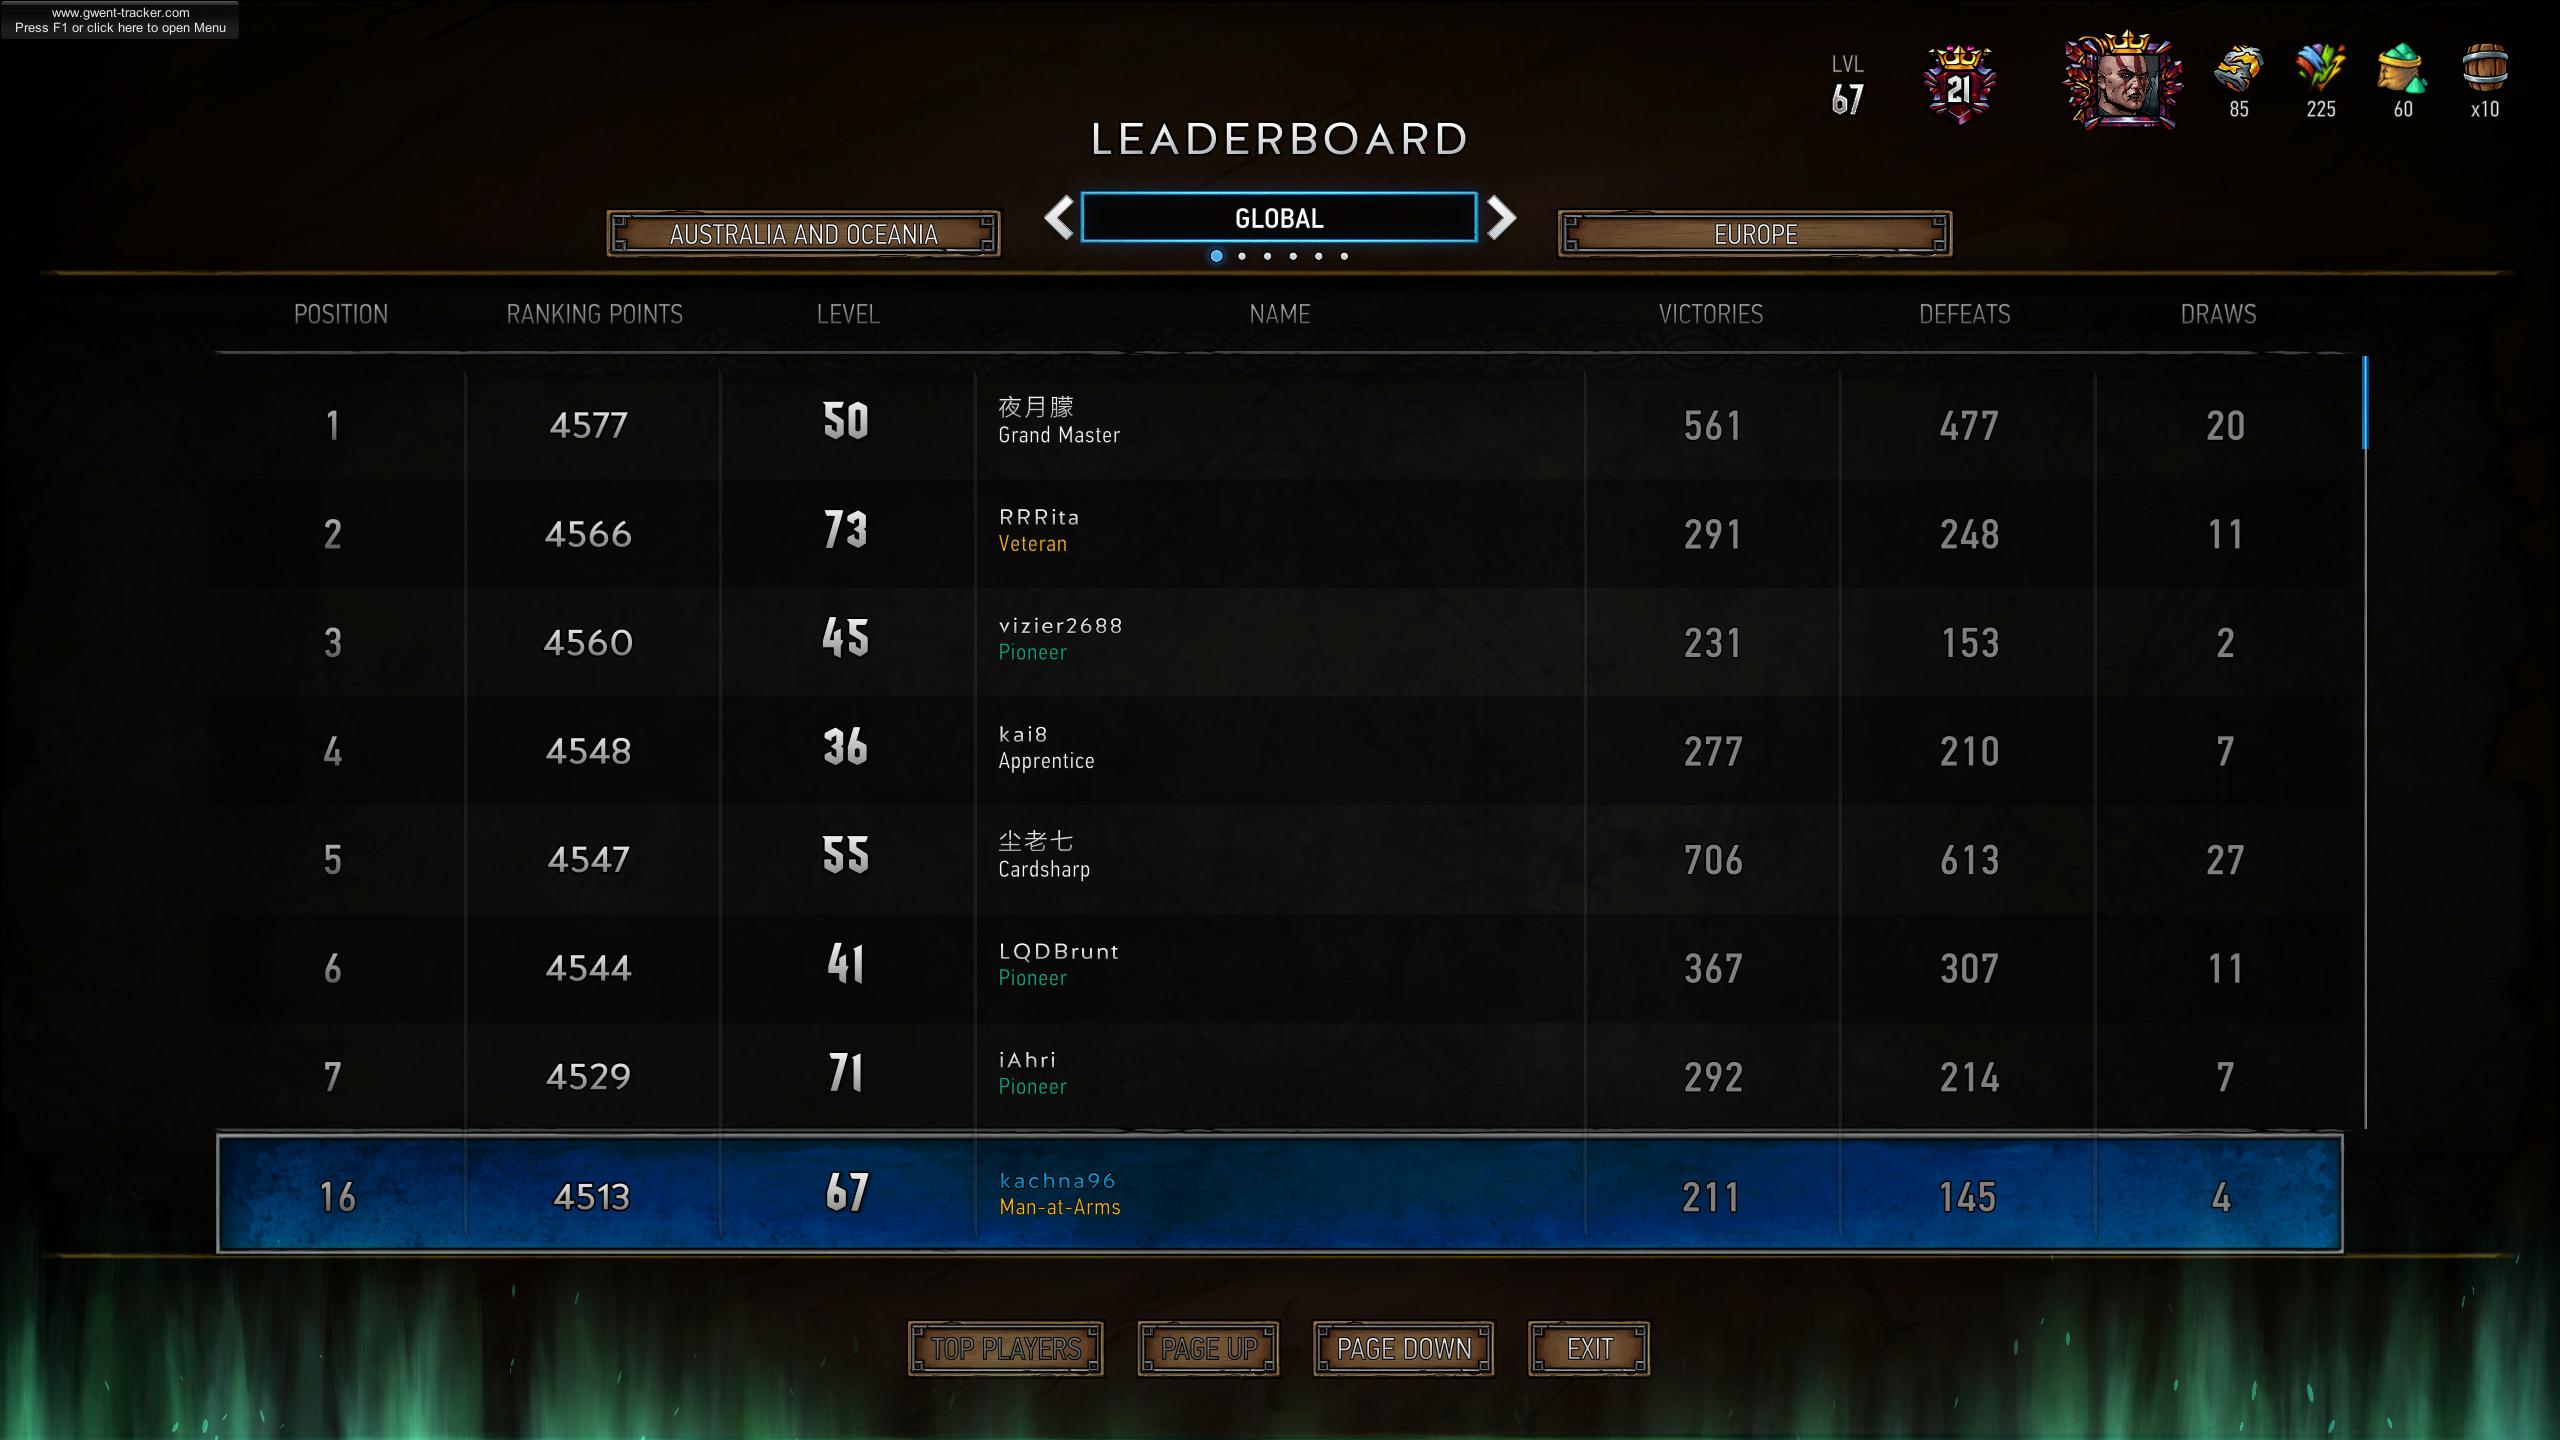 www.gwent-tracker.com
Press F1 or click here to open Menu
LVL
67
21
85
225
60
x10
LEADERBOARD
AUSTRALIA AND OCEANIA
GLOBAL
EUROPE
POSITION RANKING POINTS LEVEL NAME VICTORIES DEFEATS DRAWS
1 4577 50 夜月朦 561 477 20
Grand Master
2 4566 73 RRRita 291 248 11
Veteran
3 4560 45 vizier2688 231 153 2
Pioneer
4 4548 36 kai8 277 210 7
Apprentice
5 4547 55 尘老七 706 613 27
Cardsharp
6 4544 41 LQDBrunt 367 307 11
Pioneer
7 4529 71 iAhri 292 214 7
Pioneer
16 4513 67 kachna96 211 145 4
Man-at-Arms
TOP PLAYERS PAGE UP PAGE DOWN EXIT